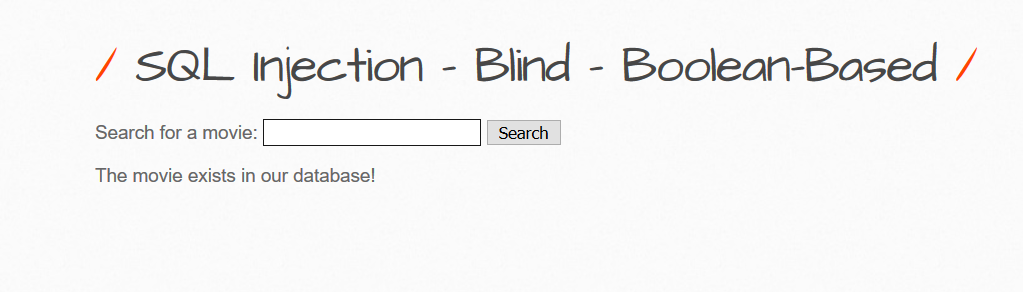 / SQL Injection - Blind - Boolean-Based /
Search for a movie: Search
The movie exists in our database!